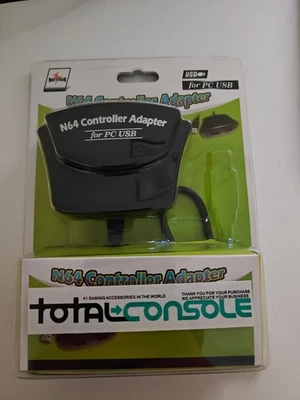 USB
for PC USB
N64 Controller Adapter
N64 Controller Adapter
for PC USB
N64 Controller Adapter
#1 GAMING ACCESSORIES IN THE WORLD
THANK YOU FOR YOUR PURCHASE
WE APPRECIATE YOUR BUSINESS
TOTAL CONSOLE